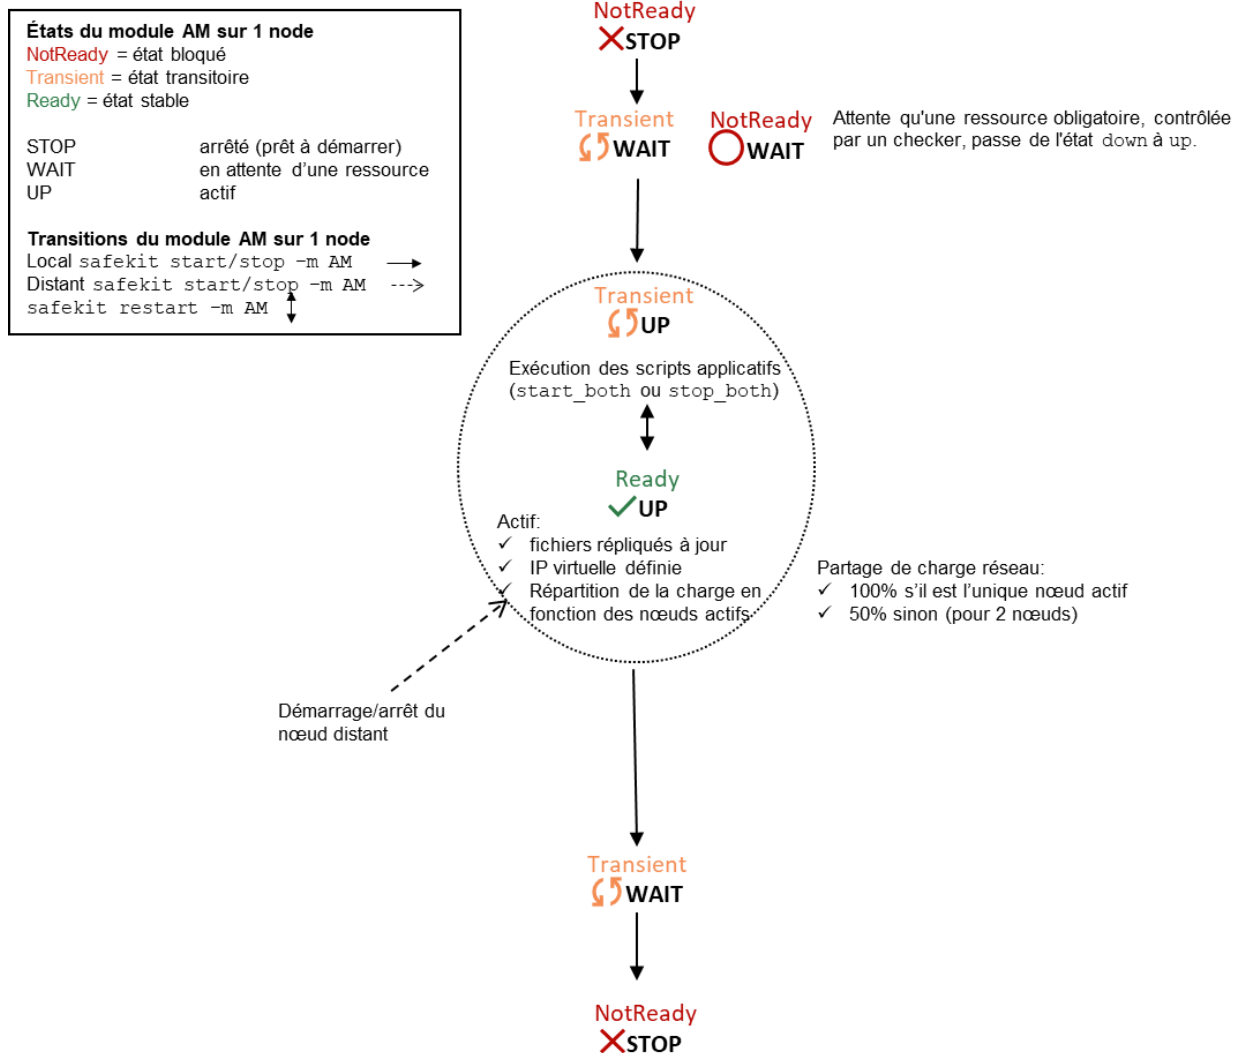 États du module AM sur 1 node
NotReady = état bloqué
Transient = état transitoire
Ready = état stable
STOP arrêté (prêt à démarrer)
WAIT en attente d'une ressource
UP actif
Transitions du module AM sur 1 node
Local safekit start/stop -m AM
Distant safekit start/stop -m AM
safekit restart -m AM
NotReady
STOP
Transient
WAIT
NotReady
WAIT
Attente qu'une ressource obligatoire, contrôlée
par un checker, passe de l'état down à up.
Transient
UP
Exécution des scripts applicatifs
(start_both ou stop_both)
Ready
UP
Actif:
✓ fichiers répliqués à jour
✓ IP virtuelle définie
✓ Répartition de la charge en
fonction des nœuds actifs
Partage de charge réseau:
✓ 100% s'il est l'unique nœud actif
✓ 50% sinon (pour 2 nœuds)
Démarrage/arrêt du
nœud distant
Transient
WAIT
NotReady
STOP